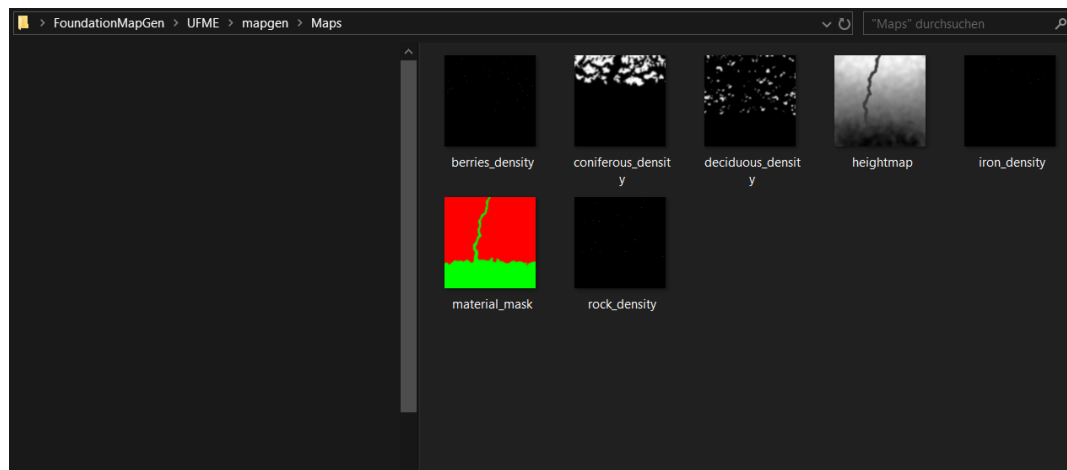 > FoundationMapGen > UFME > mapgen > Maps
"Maps" durchsuchen
berries_density
coniferous_densit
y
deciduous_densit
y
heightmap
iron_density
material_mask
rock_density